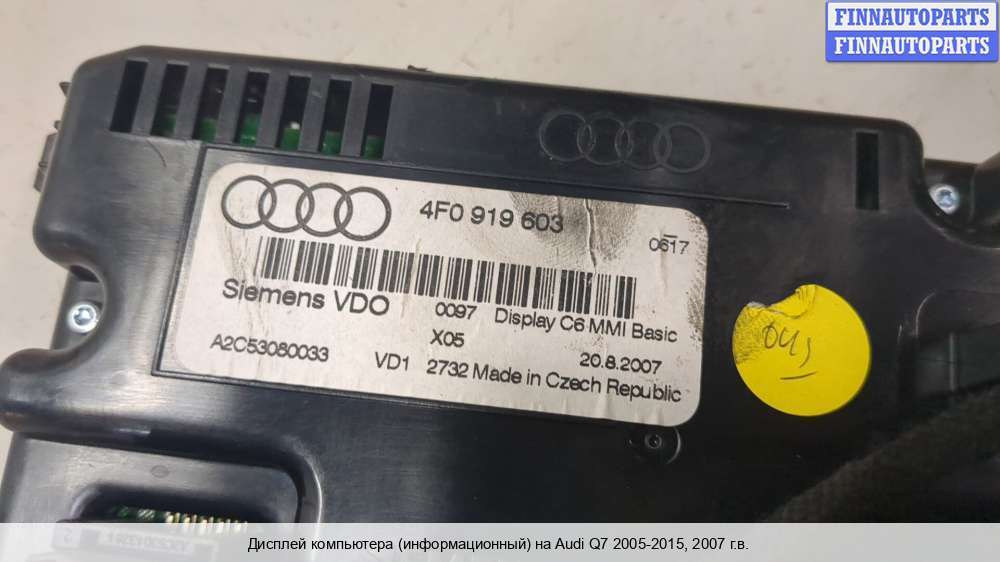 FINNAUTOPARTS
FINNAUTOPARTS
4F0 919 603
0617
Siemens VDO 0097 Display C6 MMI Basic
X05 20.8.2007
A2C53080033 VD1 2732 Made in Czech Republic
Дисплей компьютера (информационный) на Audi Q7 2005-2015, 2007 г.в.